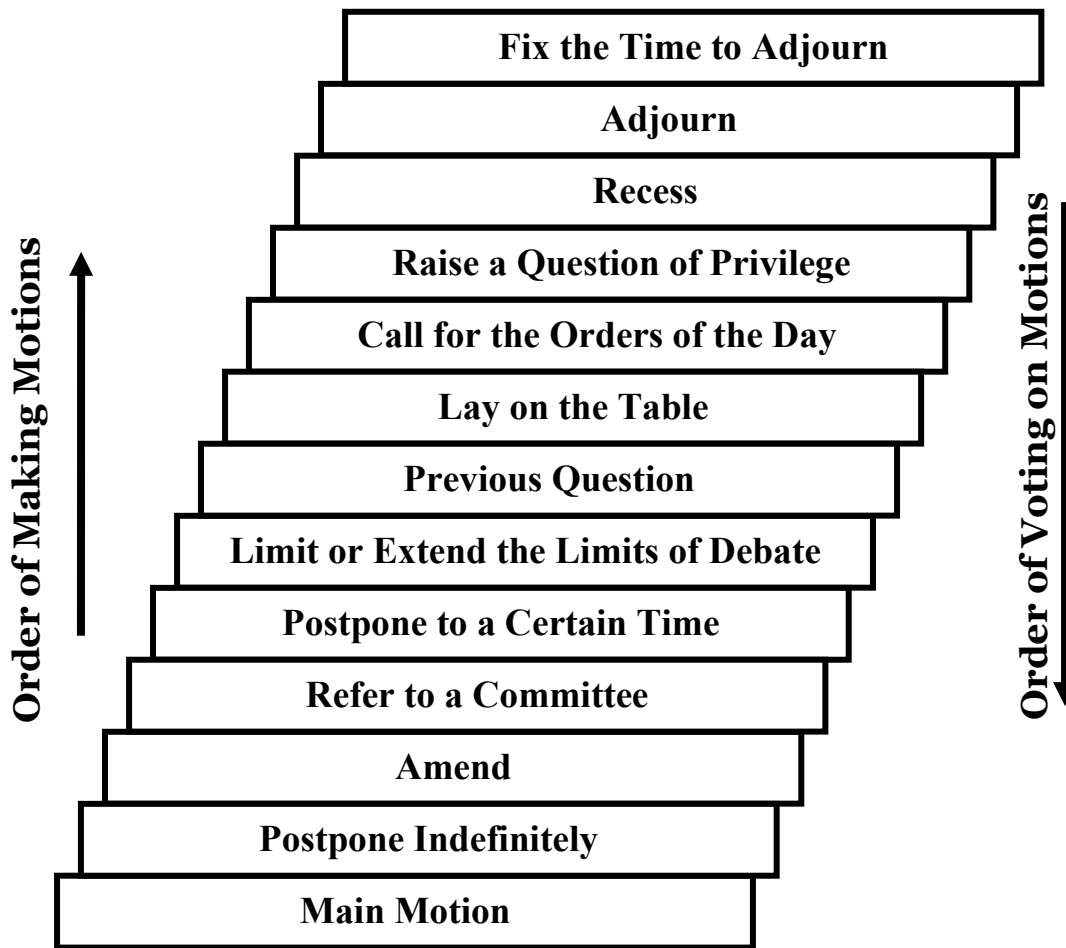 Fix the Time to Adjourn
Adjourn
Recess
Raise a Question of Privilege
Call for the Orders of the Day
Lay on the Table
Previous Question
Limit or Extend the Limits of Debate
Postpone to a Certain Time
Refer to a Committee
Amend
Postpone Indefinitely
Main Motion
Order of Making Motions
Order of Voting on Motions